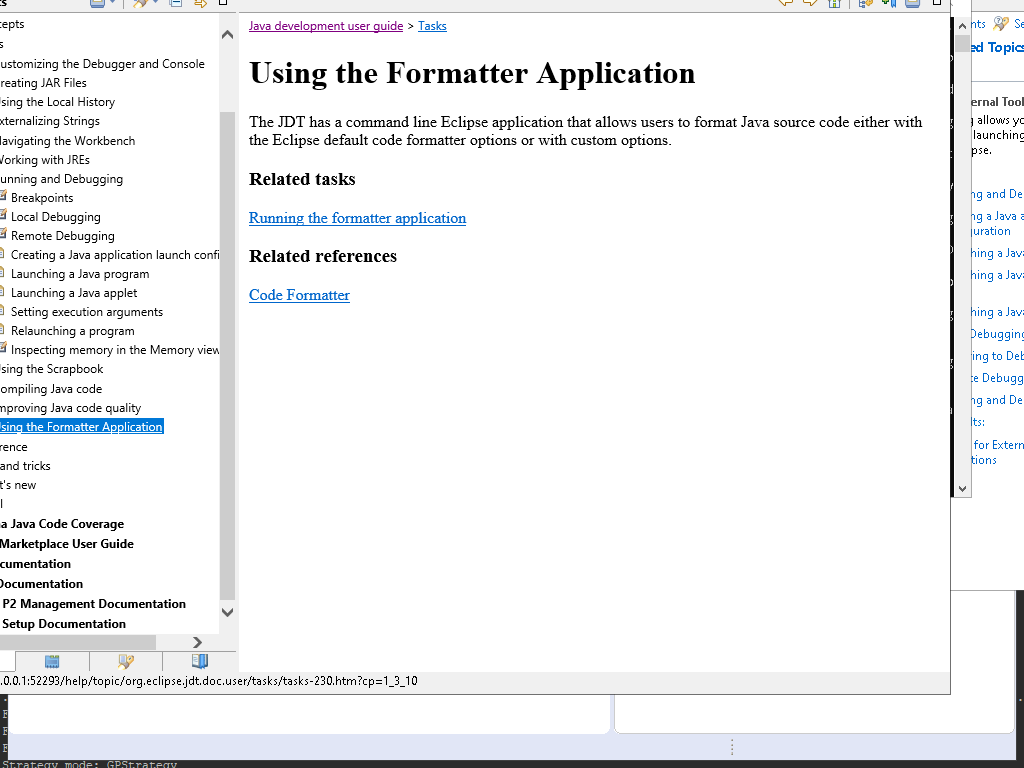 ts
Java development user guide > Tasks
Using the Formatter Application
The JDT has a command line Eclipse application that allows users to format Java source code either with
the Eclipse default code formatter options or with custom options.
Related tasks
Running the formatter application
Related references
Code Formatter
cepts
s
ustomizing the Debugger and Console
reating JAR Files
sing the Local History
xternalizing Strings
avigating the Workbench
orking with JREs
unning and Debugging
Breakpoints
Local Debugging
Remote Debugging
Creating a Java application launch confi
Launching a Java program
Launching a Java applet
Setting execution arguments
Relaunching a program
Inspecting memory in the Memory view
sing the Scrapbook
ompiling Java code
mproving Java code quality
sing the Formatter Application
rence
and tricks
t's new
l
a Java Code Coverage
Marketplace User Guide
cumentation
Documentation
P2 Management Documentation
Setup Documentation
.0.0.1:52293/help/topic/org.eclipse.jdt.doc.user/tasks/tasks-230.htm?cp=1_3_10
nts Se
ed Topics
ernal Tool
allows yo
launching
pse.
ng and De
ng a Java a
uration
hing a Java
hing a Java
hing a Java
Debugging
ing to Deb
te Debugg
ng and De
lts:
for Extern
tions
Strategy mode: GPStrategy